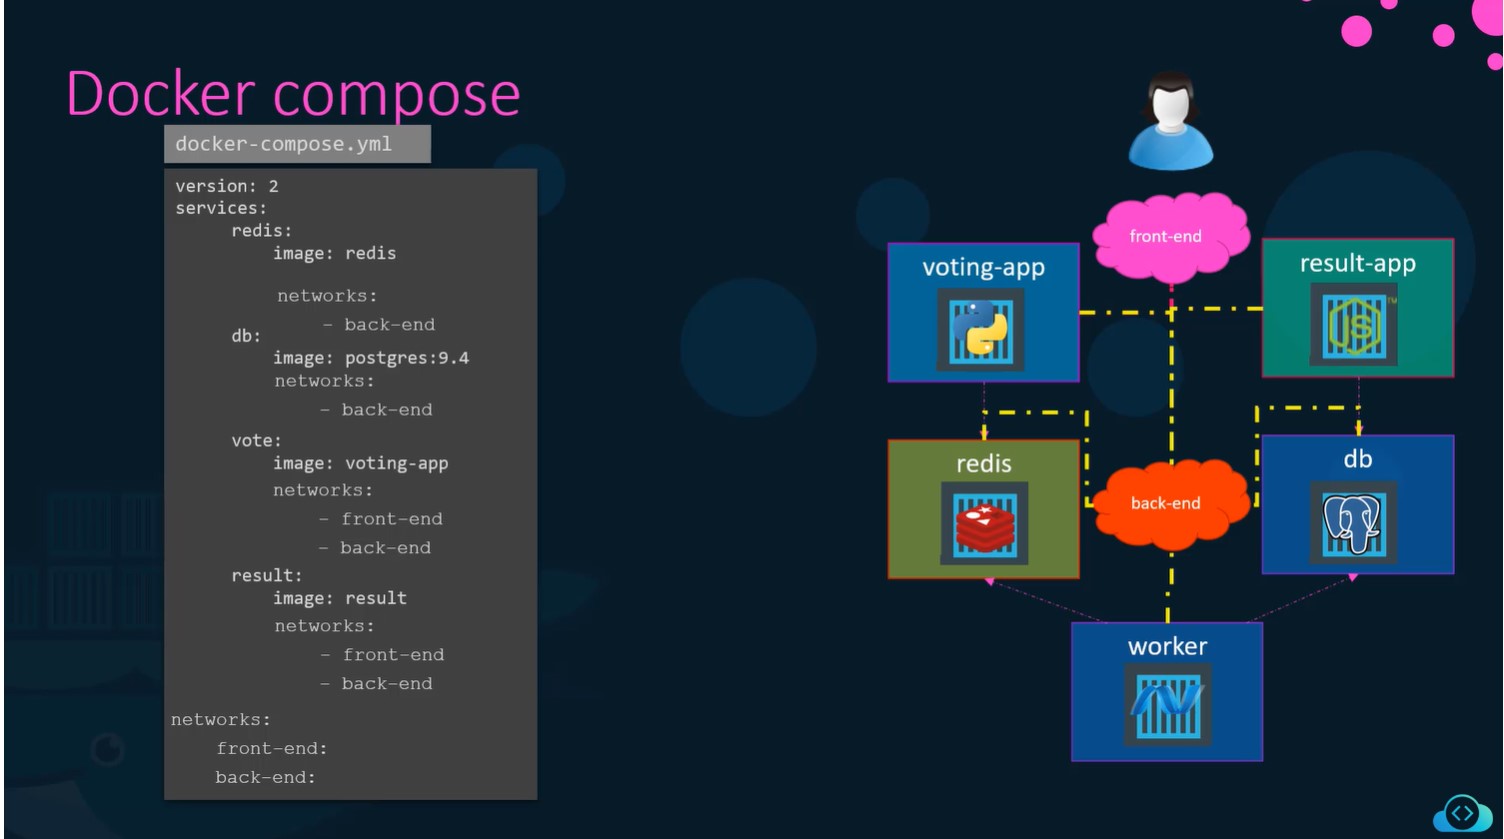 Docker compose
docker-compose.yml
version: 2
services:
redis:
image: redis
networks:
- back-end
db:
image: postgres:9.4
networks:
- back-end
vote:
image: voting-app
networks:
- front-end
- back-end
result:
image: result
networks:
- front-end
- back-end
networks:
front-end:
back-end:
front-end
voting-app
result-app
JS
TM
redis
back-end
db
worker